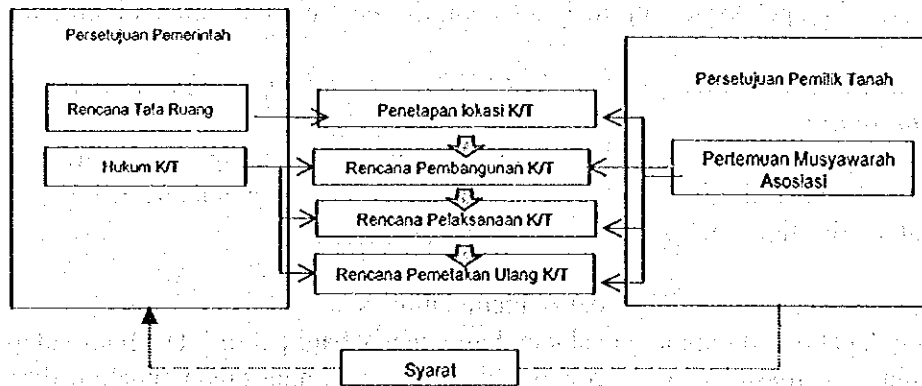 Persetujuan Pemerintah
Rencana Tata Ruang
Hukum K/T
Penetapan lokasi K/T
Rencana Pembangunan K/T
Rencana Pelaksanaan K/T
Rencana Pemetakan Ulang K/T
Persetujuan Pemilik Tanah
Pertemuan Musyawarah
Asosiasi
Syarat